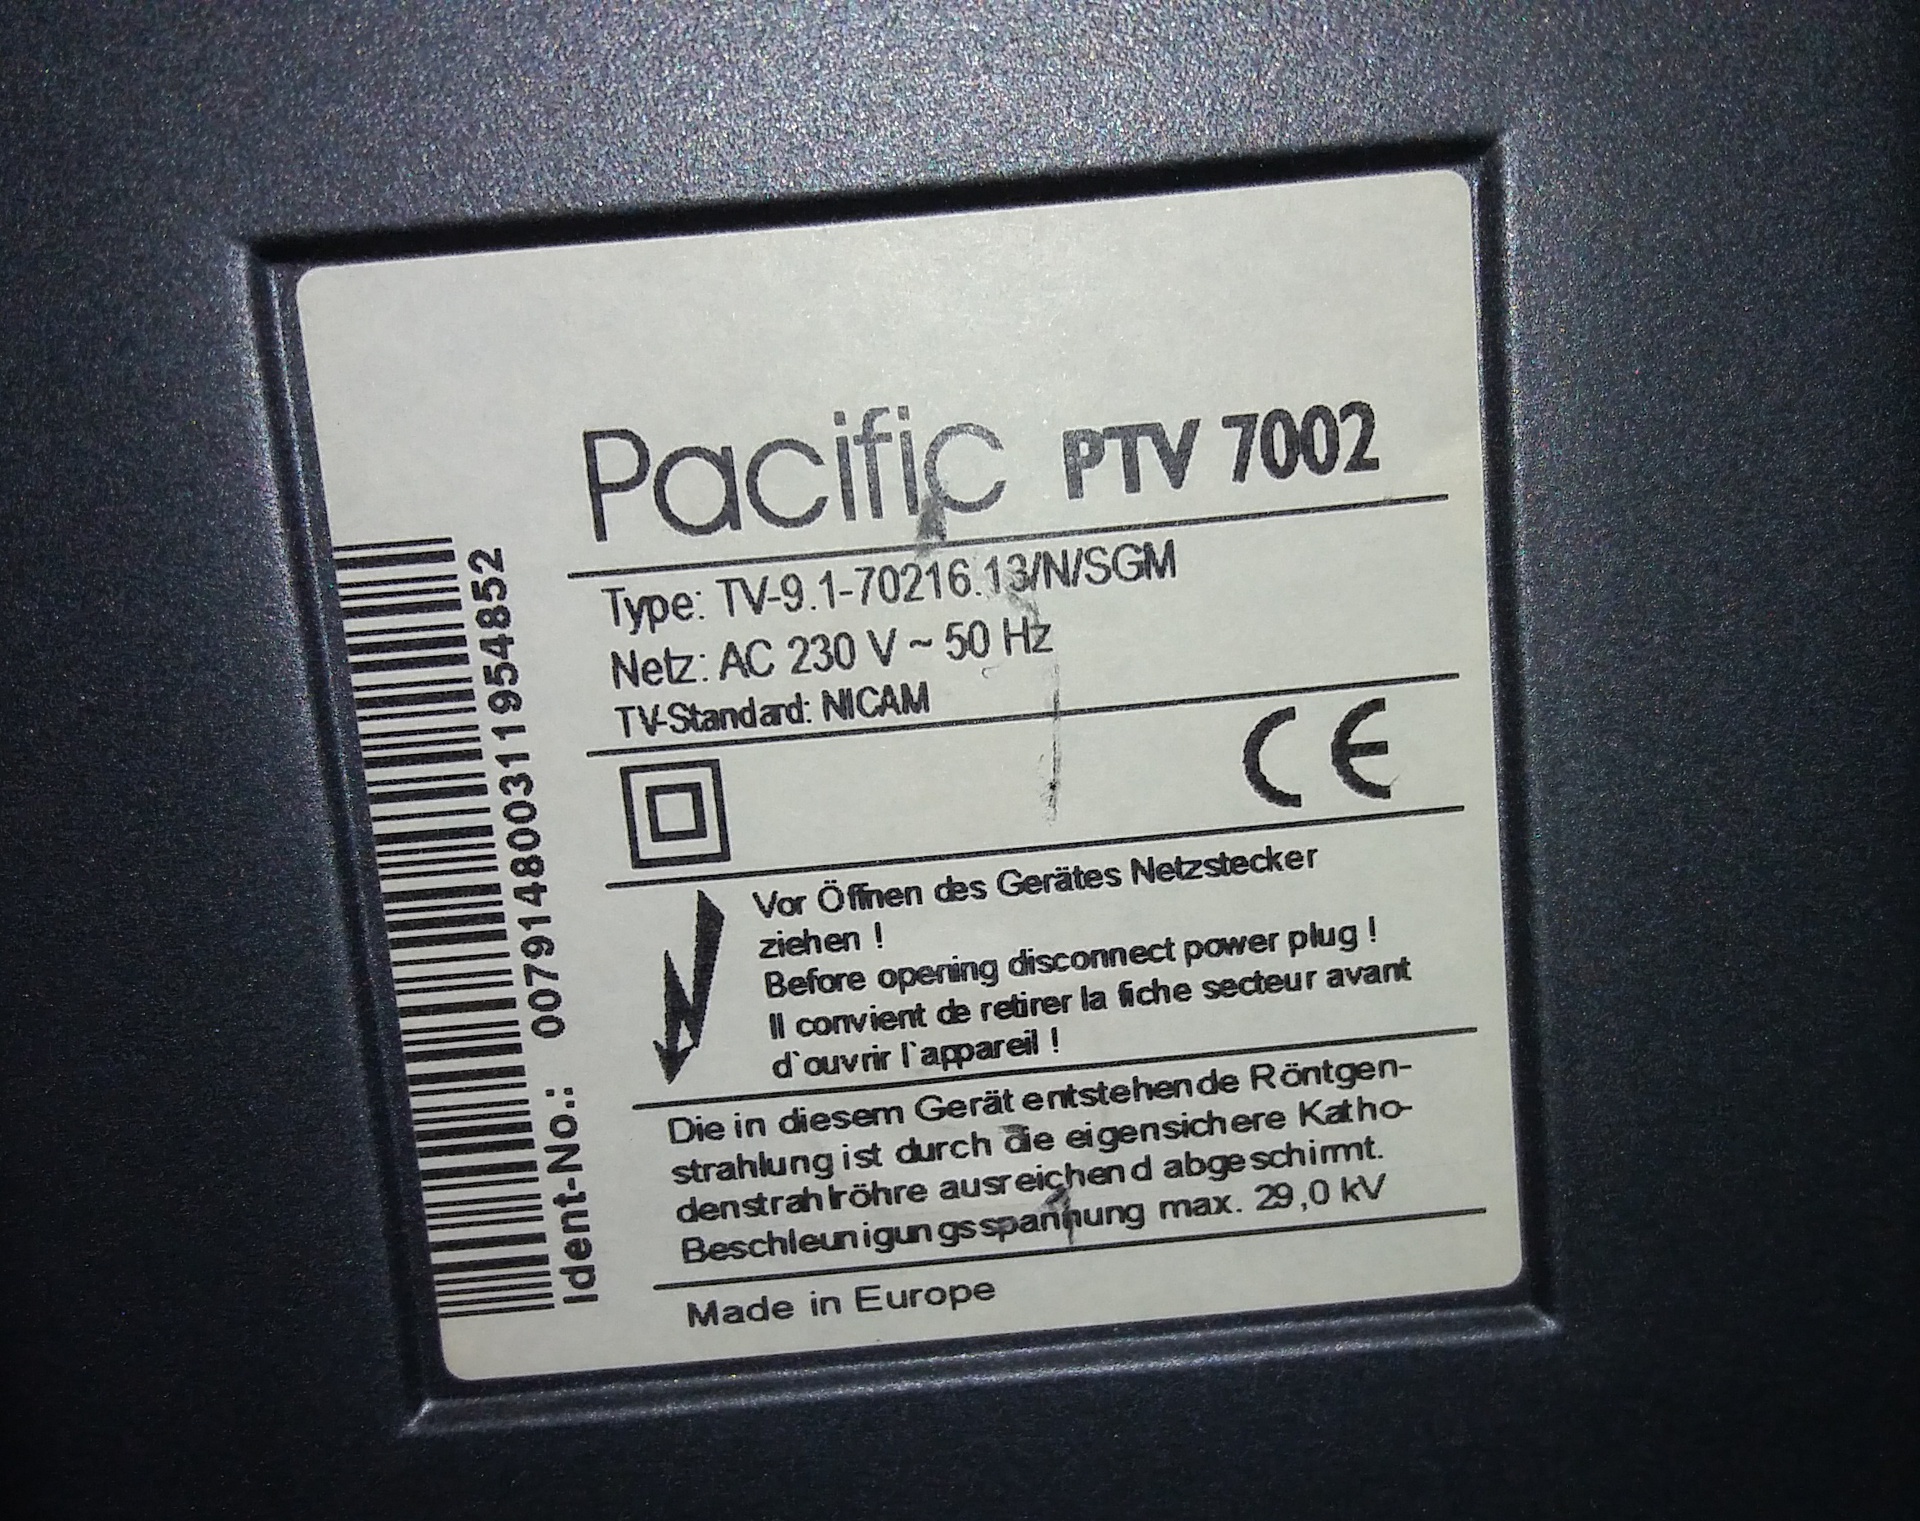 Pacific PTV 7002
Type: TV-9.1-70216.13/N/SGM
Netz: AC 230 V ~ 50 Hz
TV-Standard: NICAM
CE
Vor Öffnen des Gerätes Netzstecker
ziehen !
Before opening disconnect power plug !
Il convient de retirer la fiche secteur avant
d`ouvrir l`appareil !
Die in diesem Gerät entstehende Röntgen-
strahlung ist durch die eigensichere Katho-
denstrahlröhre ausreichend abgeschirmt.
Beschleunigungsspannung max. 29,0 kV
Made in Europe
Ident-No.: 007914800311954852